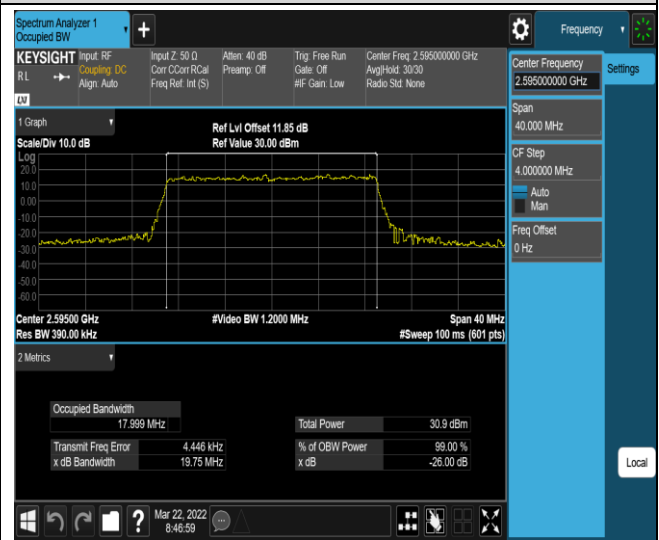 Spectrum Analyzer 1
Occupied BW
Frequency
KEYSIGHT
RL
LXI
Input: RF
Coupling: DC
Align: Auto
Input Z: 50 Ω
Corr CCorr RCal
Freq Ref: Int (S)
Atten: 40 dB
Preamp: Off
Trig: Free Run
Gate: Off
#IF Gain: Low
Center Freq: 2.595000000 GHz
Avg|Hold: 30/30
Radio Std: None
Center Frequency
2.595000000 GHz
Settings
Span
40.000 MHz
CF Step
4.000000 MHz
Auto
Man
Freq Offset
0 Hz
1 Graph
Ref Lvl Offset 11.85 dB
Scale/Div 10.0 dB
Ref Value 30.00 dBm
Log
20.0
10.0
0.00
-10.0
-20.0
-30.0
-40.0
-50.0
-60.0
Center 2.59500 GHz
#Video BW 1.2000 MHz
Span 40 MHz
Res BW 390.00 kHz
#Sweep 100 ms (601 pts)
2 Metrics
Occupied Bandwidth
17.999 MHz
Total Power
30.9 dBm
Transmit Freq Error
4.446 kHz
% of OBW Power
99.00 %
x dB Bandwidth
19.75 MHz
x dB
-26.00 dB
Local
?
Mar 22, 2022
8:46:59